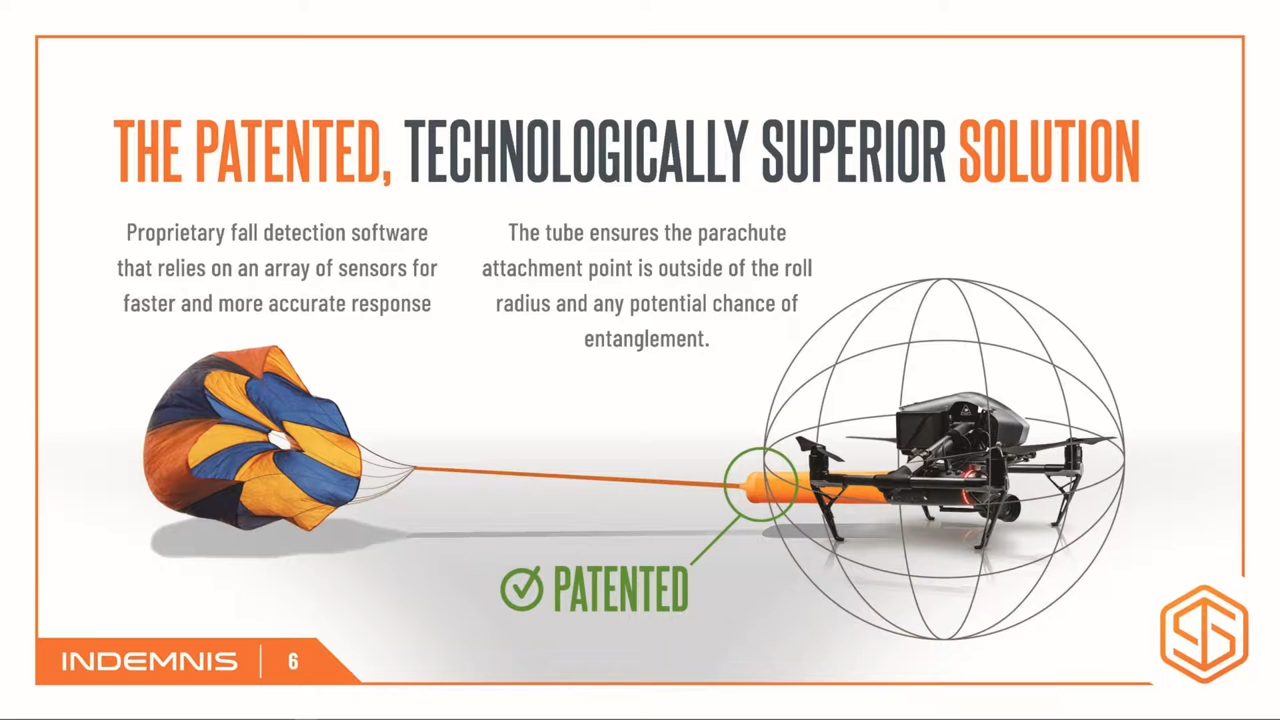 THE PATENTED, TECHNOLOGICALLY SUPERIOR SOLUTION
Proprietary fall detection software
that relies on an array of sensors for
faster and more accurate response
The tube ensures the parachute
attachment point is outside of the roll
radius and any potential chance of
entanglement.
PATENTED
INDEMNIS
6